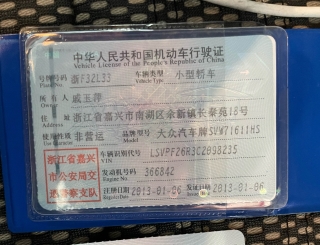 中华人民共和国机动车行驶证
Vehicle License of the People's Republic of China
号牌号码 浙F32L33 车辆类型 小型轿车
Vehicle Type
所有人 戚玉萍
Owner
住址 浙江省嘉兴市南湖区余新镇长秦苑18号
使用性质 非营运 品牌型号 大众汽车牌SVW71611HS
Use Character Model
浙江省嘉兴
市公安局交
通警察支队
车辆识别代号
VIN
发动机号码 366842
Engine No.
注册日期 2013-01-06 发证日期 2013-01-06
Register Date Issue Date